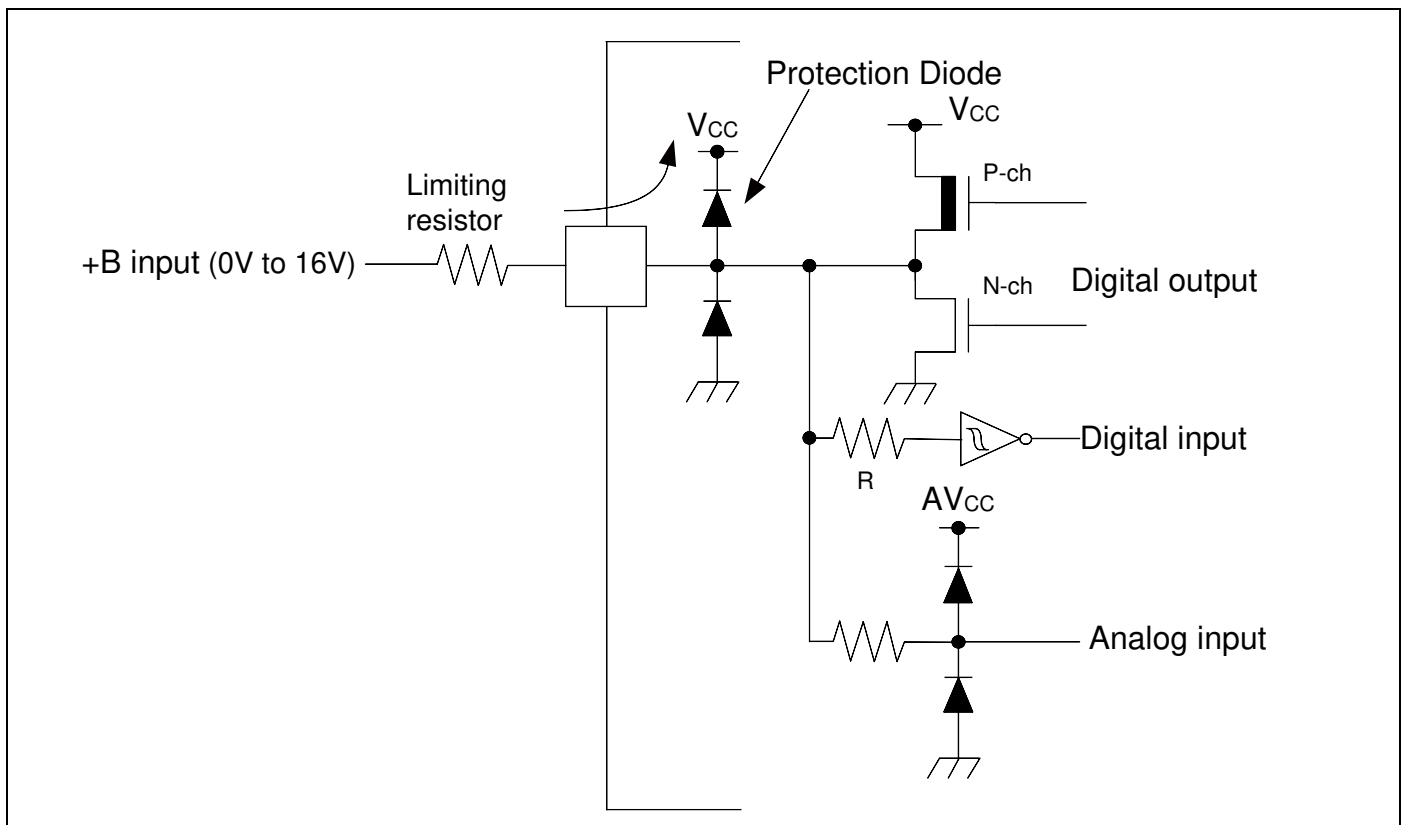 Protection Diode
VCC
VCC
P-ch
Limiting
resistor
+B input (0V to 16V)
Digital output
N-ch
Digital input
R
AVCC
Analog input